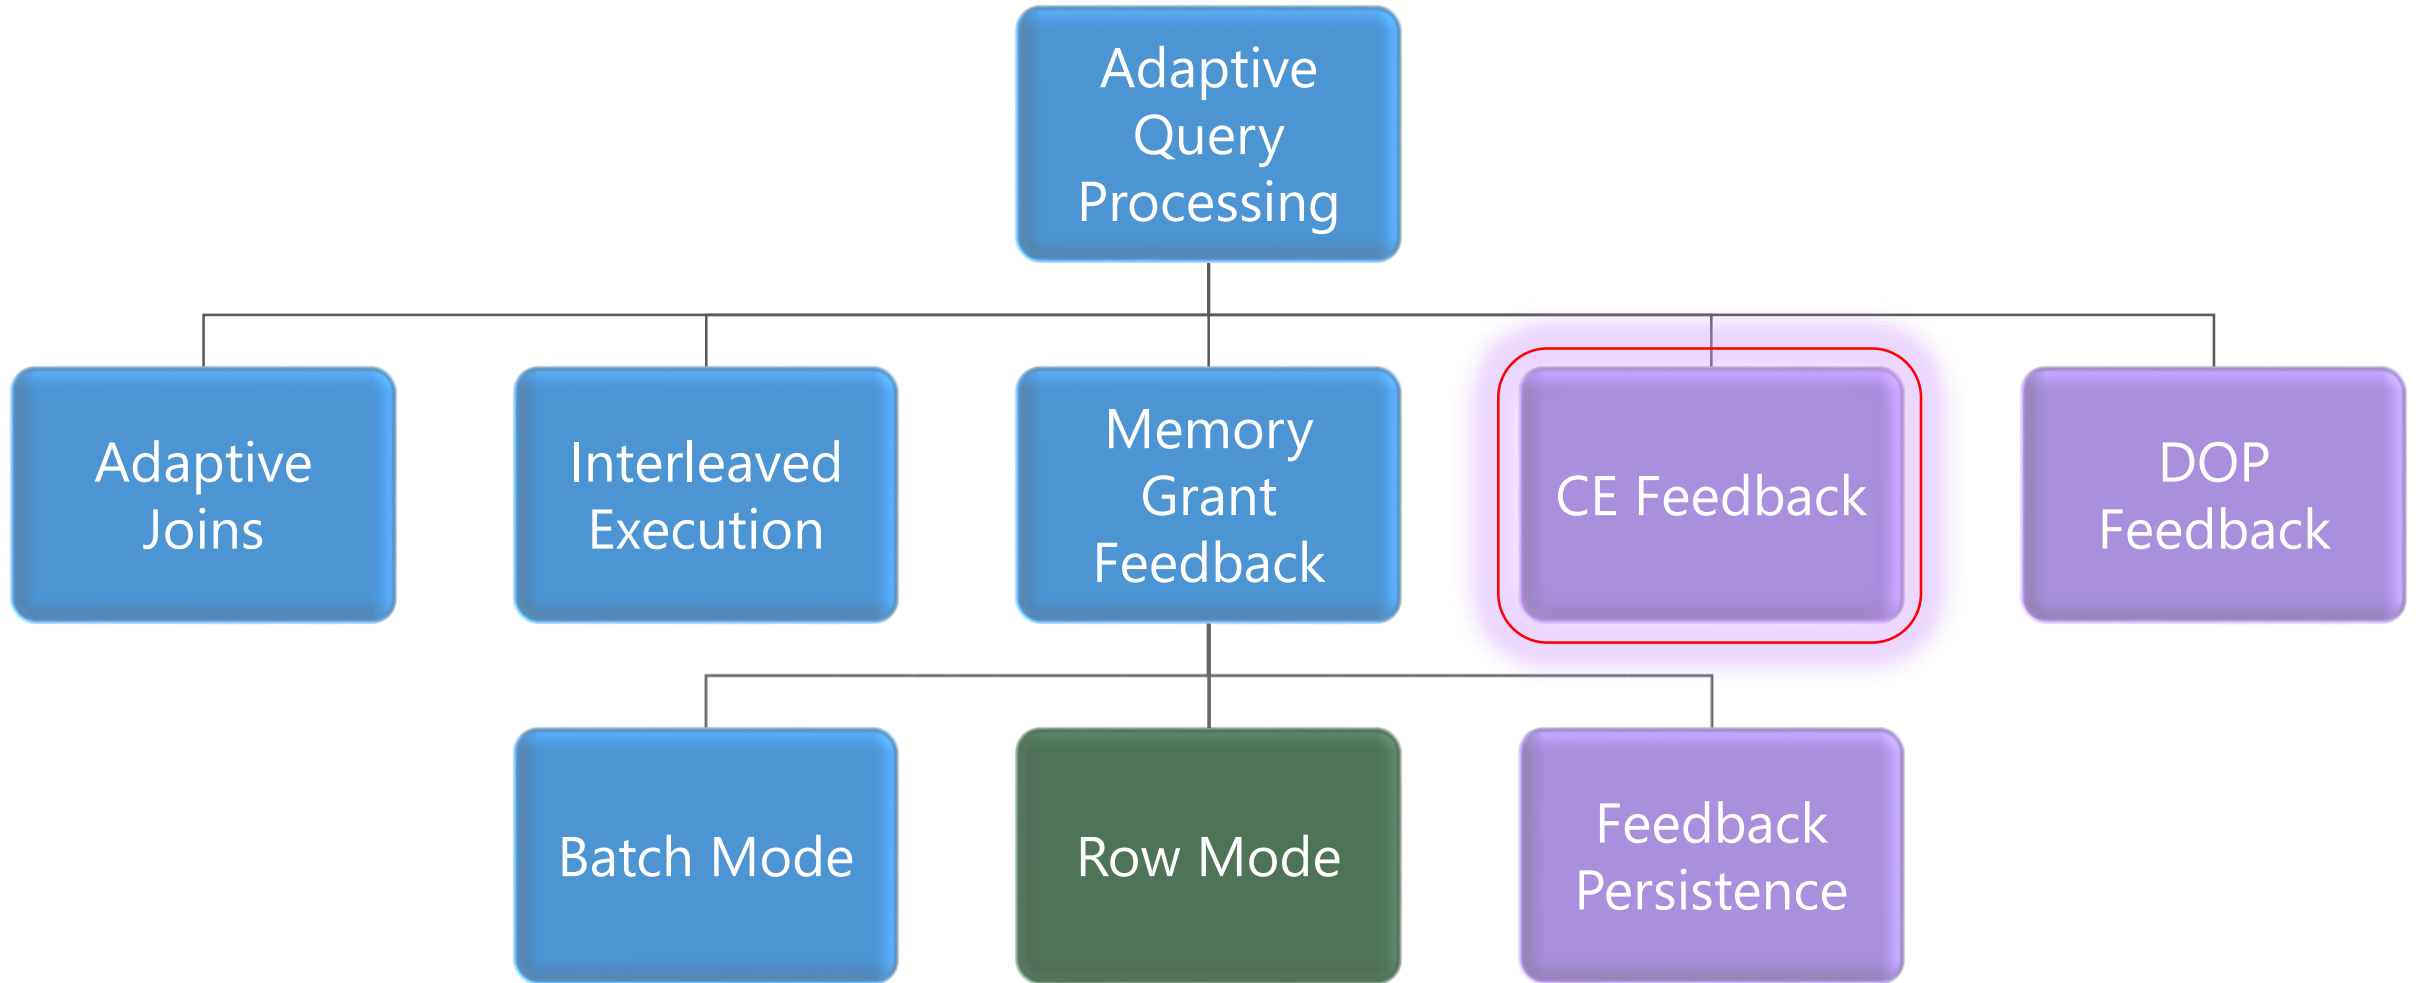 Adaptive
Query
Processing
Adaptive
Joins
Interleaved
Execution
Memory
Grant
Feedback
CE Feedback
DOP
Feedback
Batch Mode
Row Mode
Feedback
Persistence